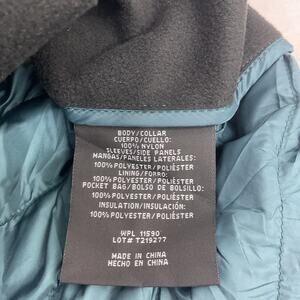 BODY/COLLAR
CUERPO/CUELLO:
100% NYLON
SLEEVES/SIDE PANELS
MANGAS/PANELES LATERALES:
100% POLYESTER/POLIÉSTER
LINING/FORRO:
100% POLYESTER/POLIÉSTER
POCKET BAG/BOLSO DE BOLSILLO:
100% POLYESTER/POLIÉSTER
INSULATION/INSULACIÓN:
100% POLYESTER/POLIÉSTER
WPL 11590
LOT# T219277
MADE IN CHINA
HECHO EN CHINA